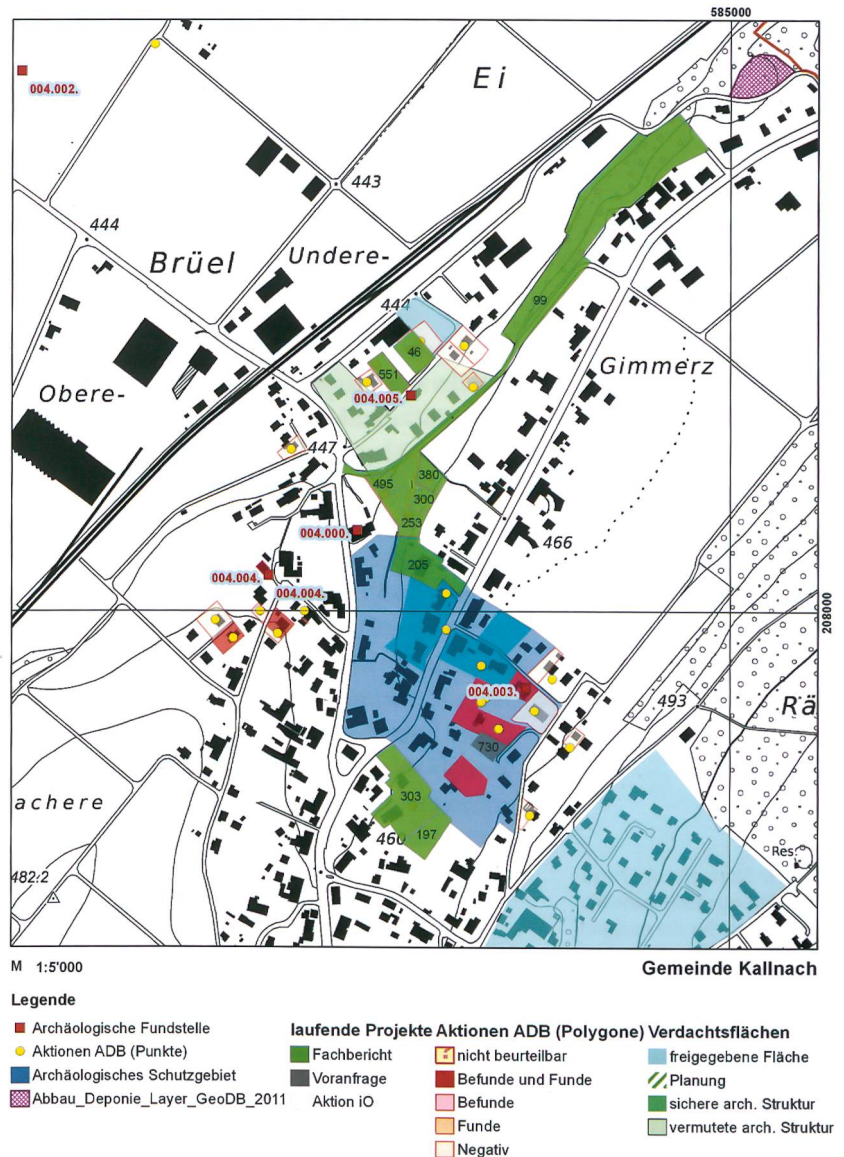 585000
Ei
004.002.
443
444
Brüel
Undere-
444
99
46
Gimmerz
551
Obere-
004.005.
447
380
495
300
253
004.000.
466
205
004.004.
004.004.
208000
004.003.
493
Rä
730
achere
303
460
197
Res.
482.2
M 1:5'000
Gemeinde Kallnach
Legende
Archäologische Fundstelle
Aktionen ADB (Punkte)
Archäologisches Schutzgebiet
Abbau_Deponie_Layer_GeoDB_2011
laufende Projekte
Fachbericht
Voranfrage
Aktion iO
Aktionen ADB (Polygone)
nicht beurteilbar
Befunde und Funde
Befunde
Funde
Negativ
Verdachtsflächen
freigegebene Fläche
Planung
sichere arch. Struktur
vermutete arch. Struktur